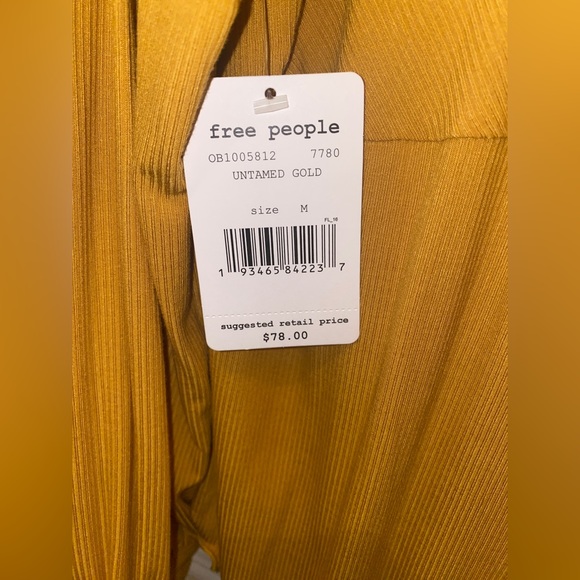 free people
OB1005812 7780
UNTAMED GOLD
size M
FL_10
1 93465 84223 7
suggested retail price
$78.00